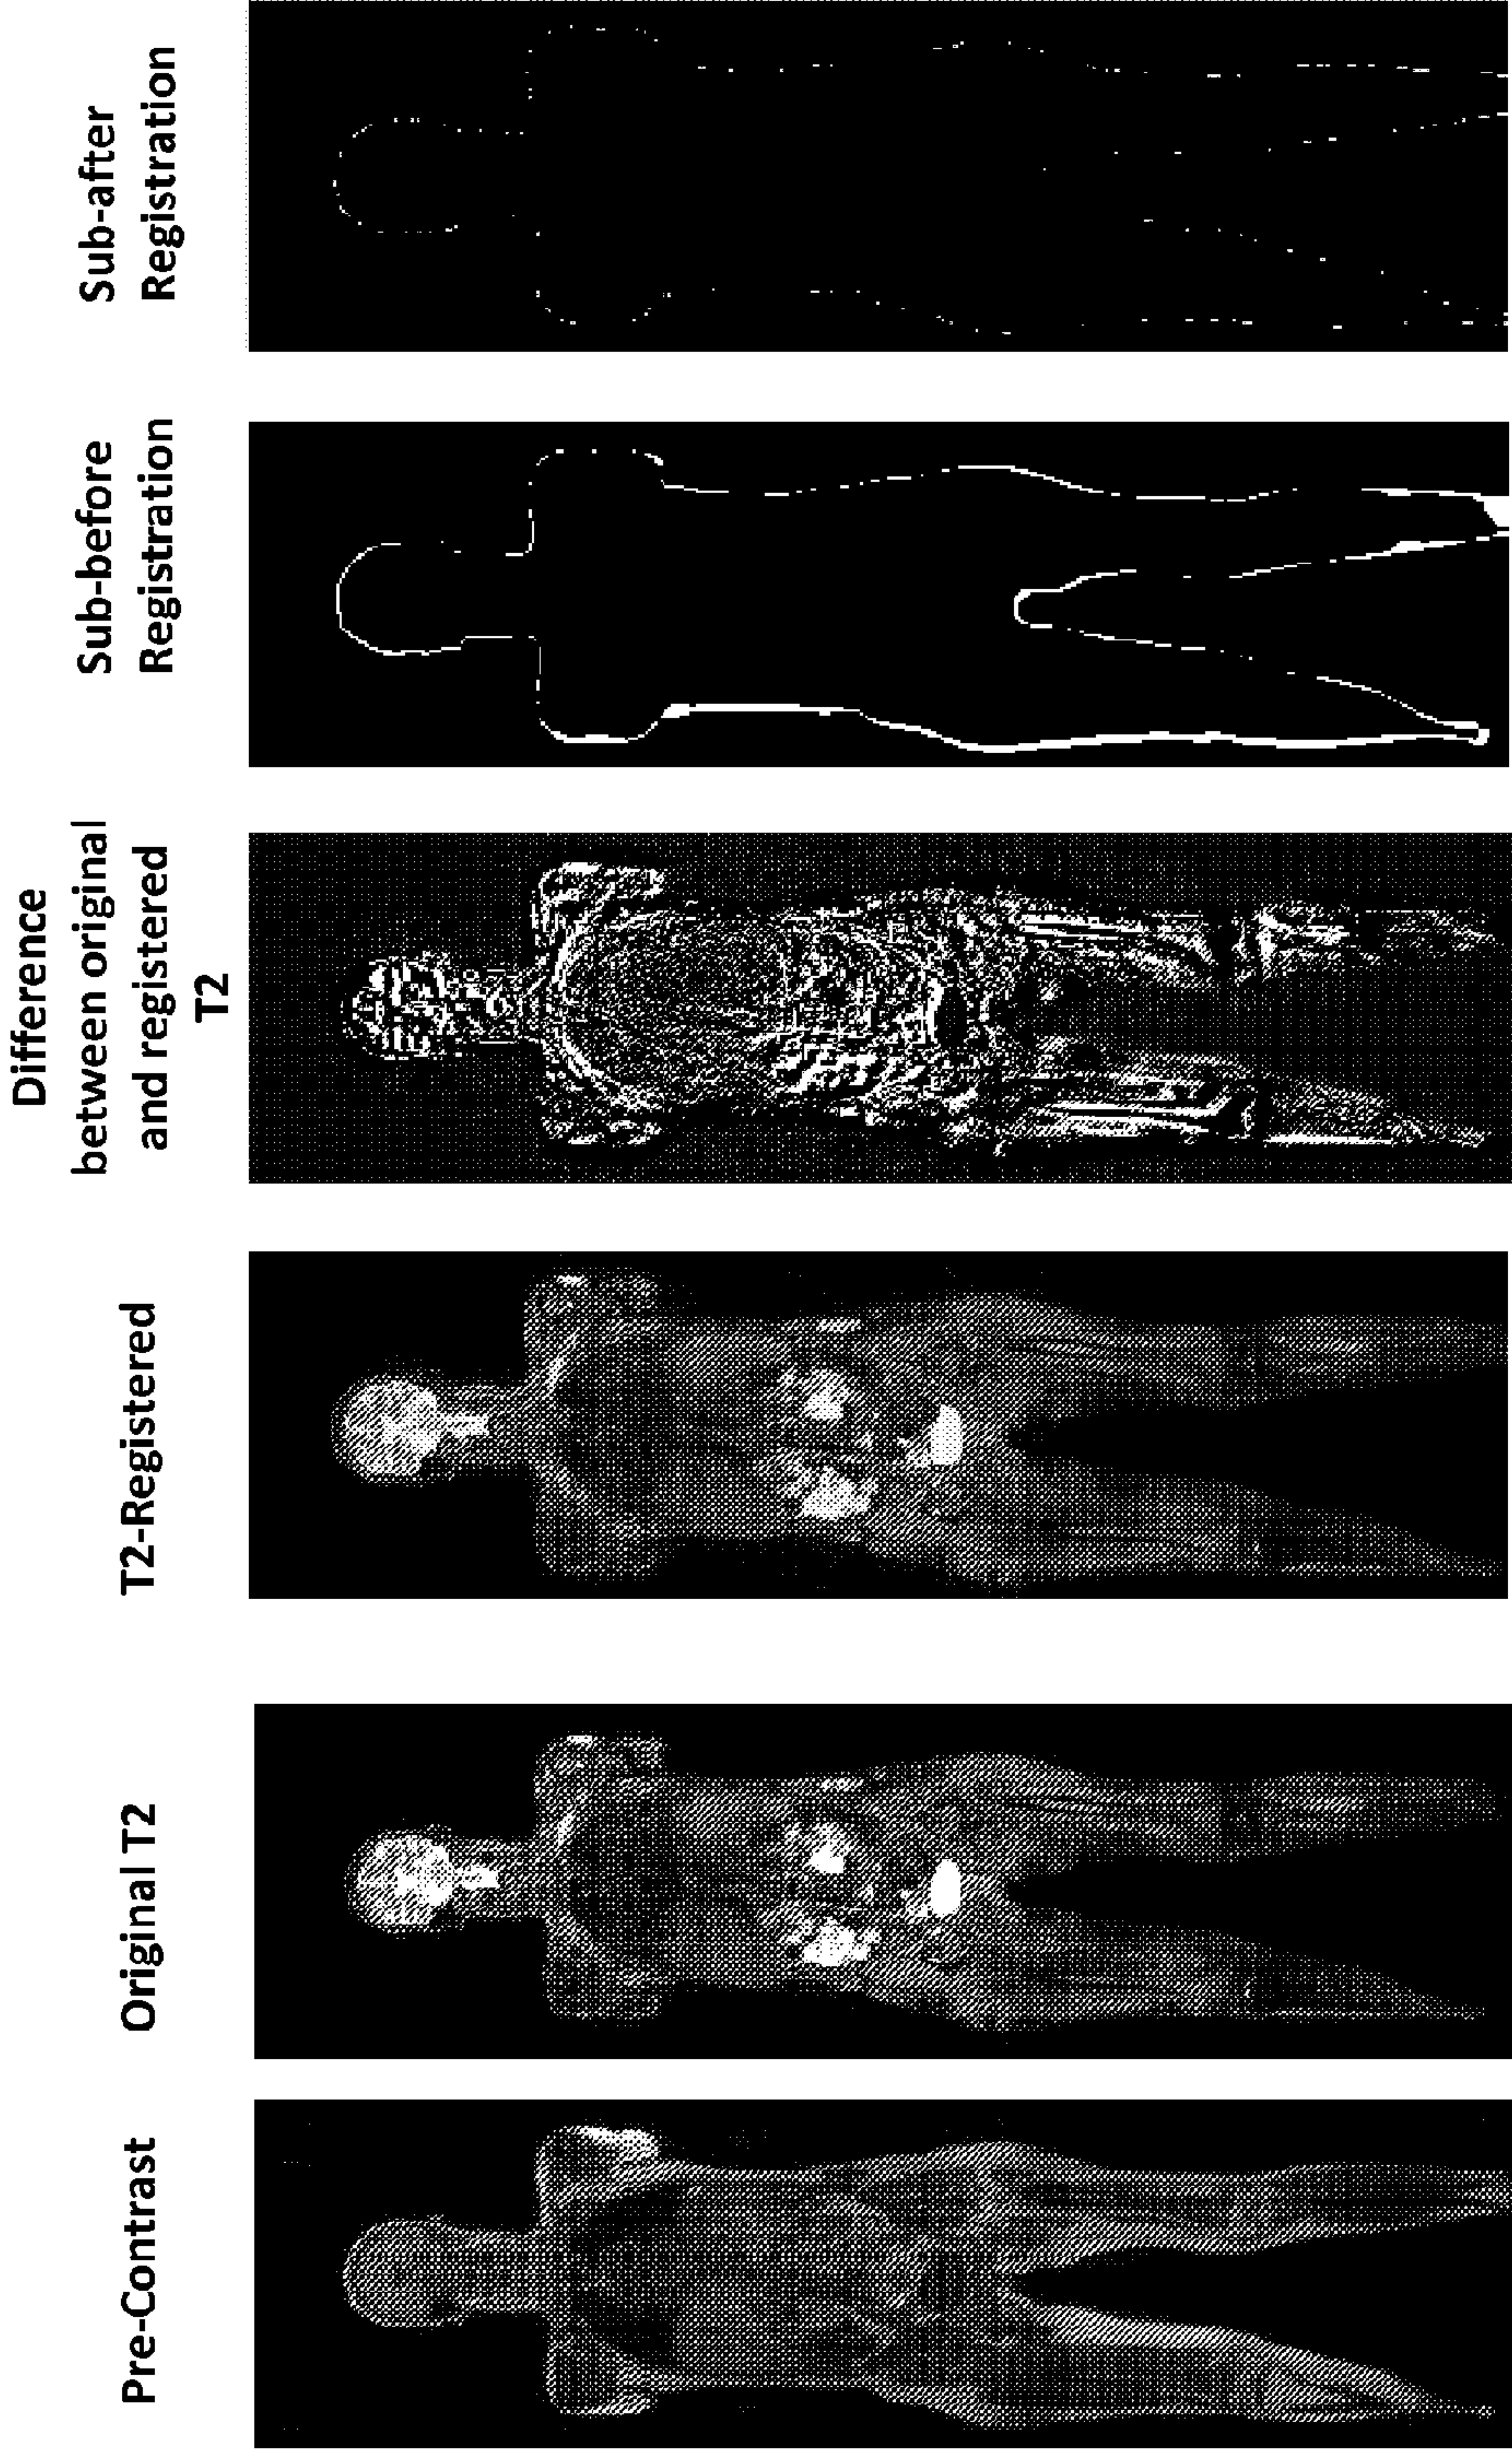 Pre-Contrast
Original T2
T2-Registered
Difference
between original
and registered
T2
Sub-before
Registration
Sub-after
Registration